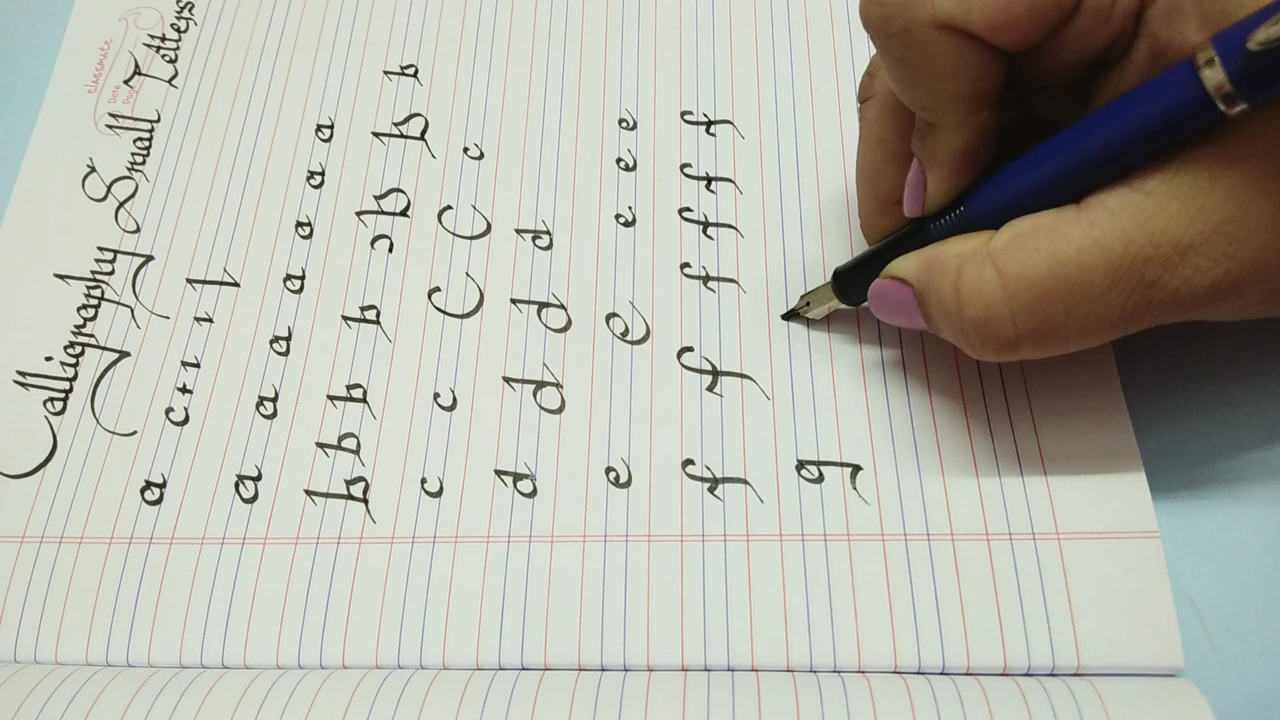 classmate
Date
Page
Calligraphy Small Letters
a c + ı ı
a a a a a a a
b b b b b b b
c c C C c
d d d d
e e e e e
f f f f f f
g